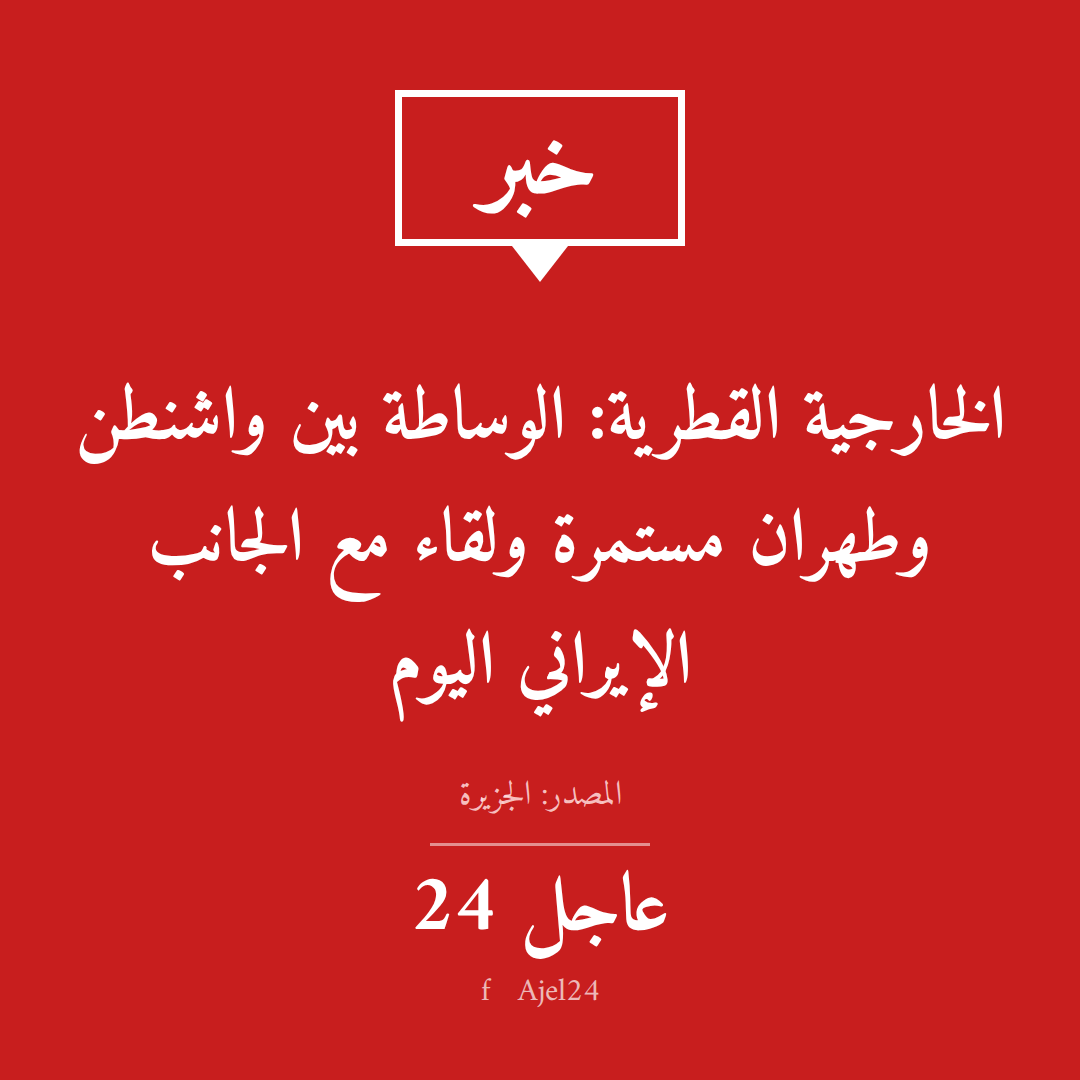 خبر
الخارجية القطرية: الوساطة بين واشنطن
وطهران مستمرة ولقاء مع الجانب
الإيراني اليوم
المصدر: الجزيرة
عاجل 24
f Ajel24